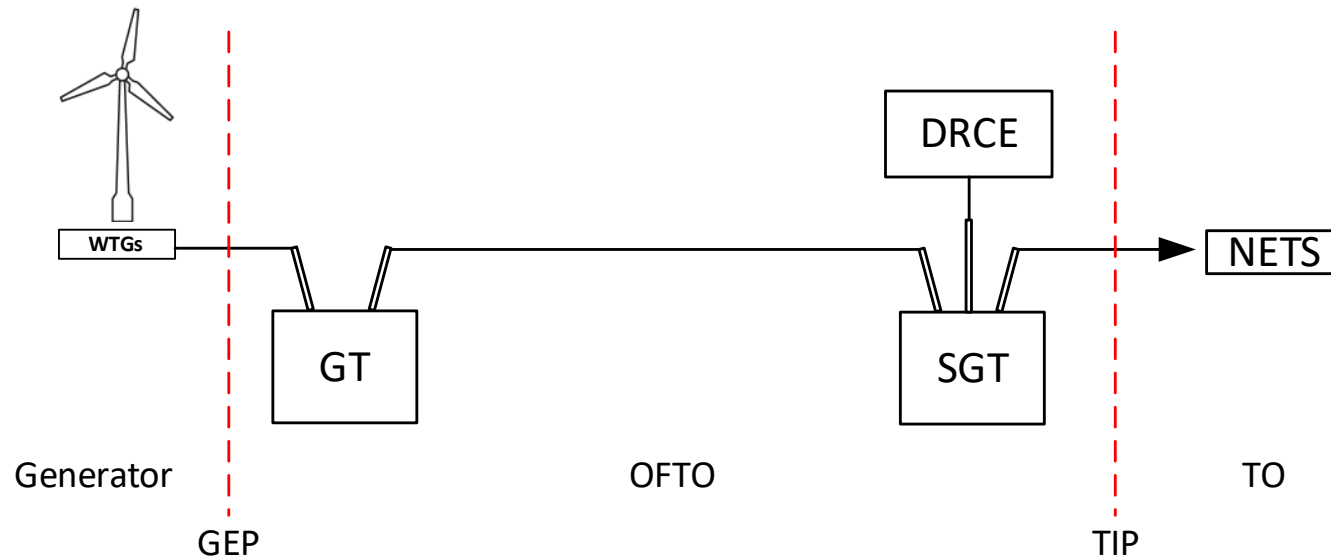 DRCE
WTGs
NETS
GT
SGT
Generator
OFTO
TO
GEP
TIP